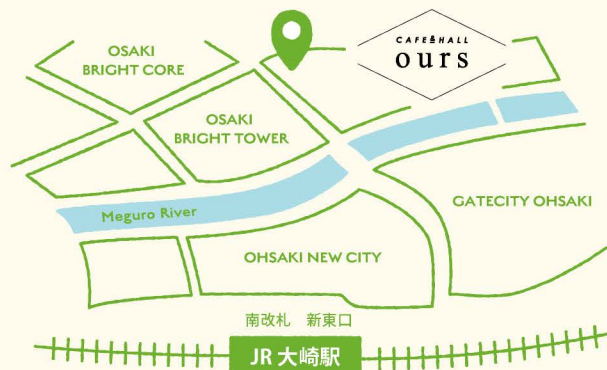 CAFE&HALL
ours
OSAKI
BRIGHT CORE
OSAKI
BRIGHT TOWER
Meguro River
GATECITY OHSAKI
OHSAKI NEW CITY
南改札 新東口
JR 大崎駅